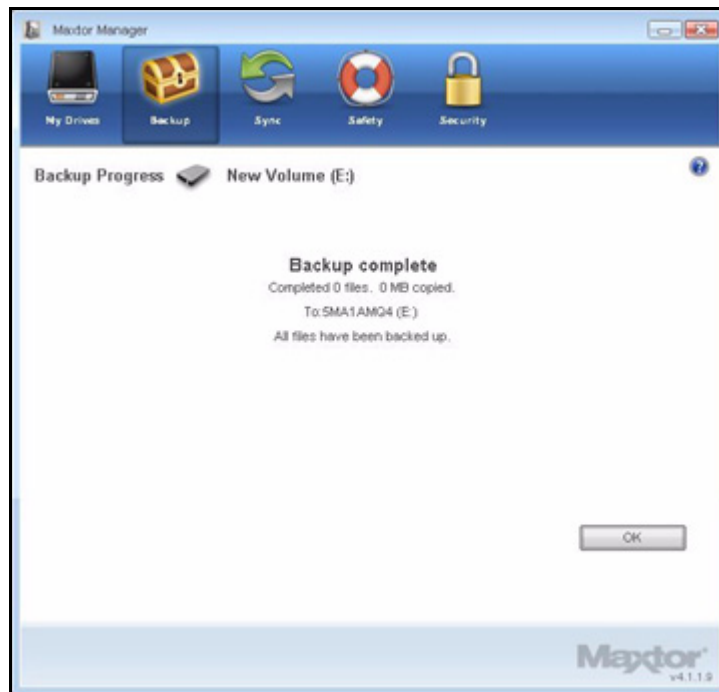 Maxtor Manager
My Drives Backup Sync Safety Security
Backup Progress New Volume (E:)
?
Backup complete
Completed 0 files. 0 MB copied.
To:5MA1AMQ4 (E:)
All files have been backed up.
OK
Maxtor
v4.1.1.9